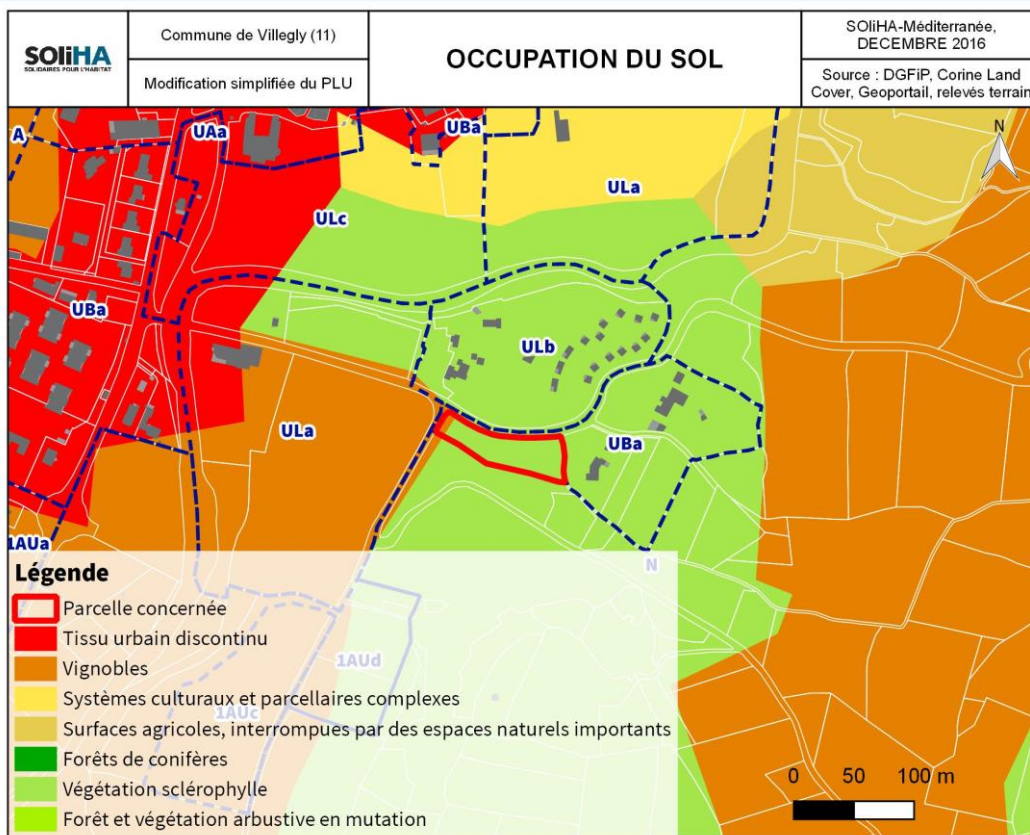 SOLiHA
SOLIDAIRES POUR L'HABITAT
Commune de Villegly (11)
Modification simplifiée du PLU
OCCUPATION DU SOL
SOLiHA-Méditerranée,
DECEMBRE 2016
Source : DGFiP, Corine Land
Cover, Geoportail, relevés terrain
A
UAa
UBa
N
ULa
ULc
UBa
ULb
ULa
UBa
1AUa
N
1AUd
1AUc
Légende
Parcelle concernée
Tissu urbain discontinu
Vignobles
Systèmes culturaux et parcellaires complexes
Surfaces agricoles, interrompues par des espaces naturels importants
Forêts de conifères
Végétation sclérophylle
Forêt et végétation arbustive en mutation
0 50 100 m